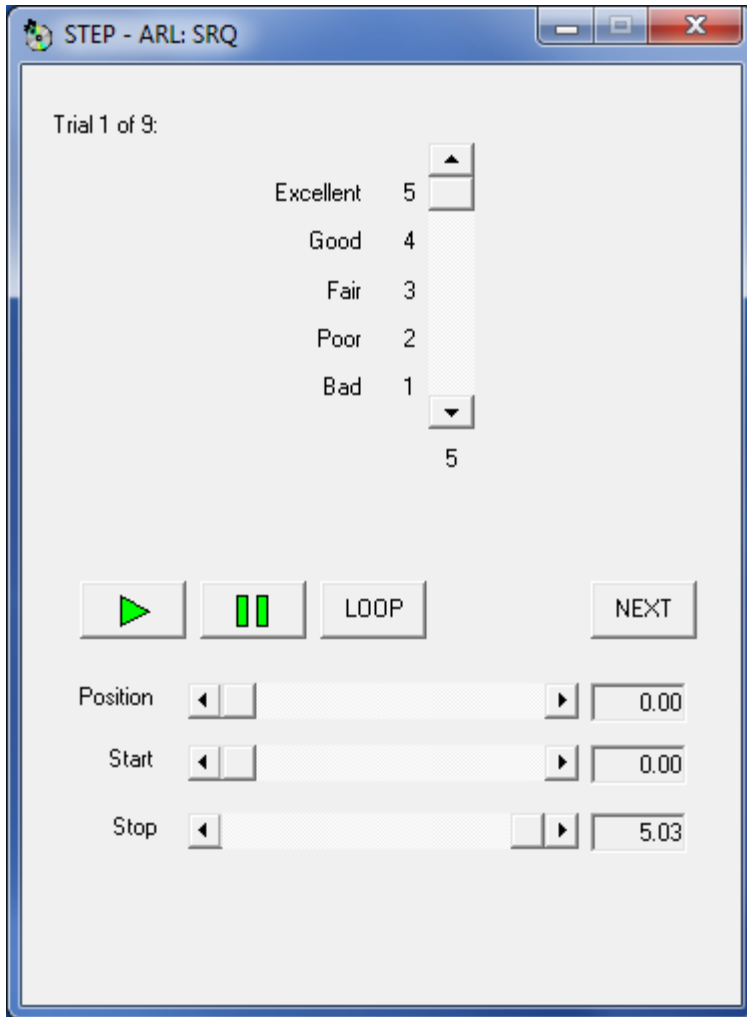 STEP - ARL: SRQ
Trial 1 of 9:
Excellent 5
Good 4
Fair 3
Poor 2
Bad 1
5
LOOP NEXT
Position 0.00
Start 0.00
Stop 5.03